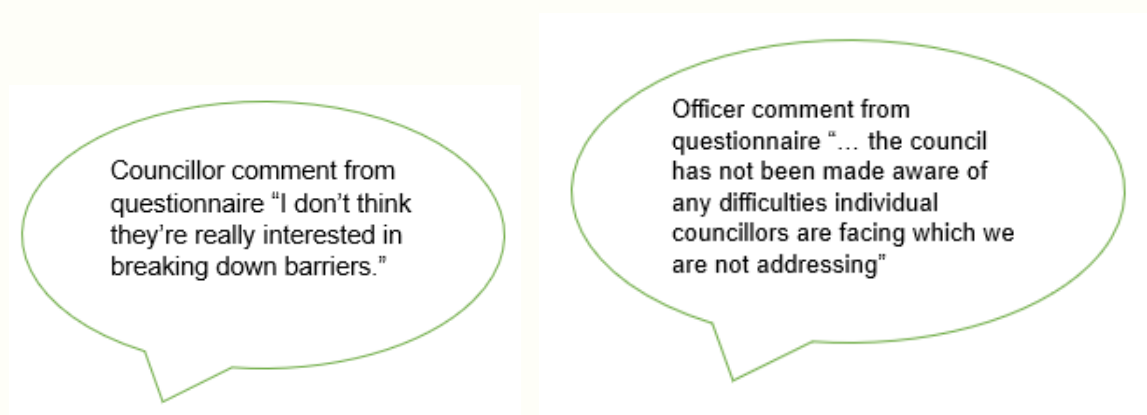 Councillor comment from
questionnaire “I don’t think
they’re really interested in
breaking down barriers.”
Officer comment from
questionnaire “… the council
has not been made aware of
any difficulties individual
councillors are facing which we
are not addressing”